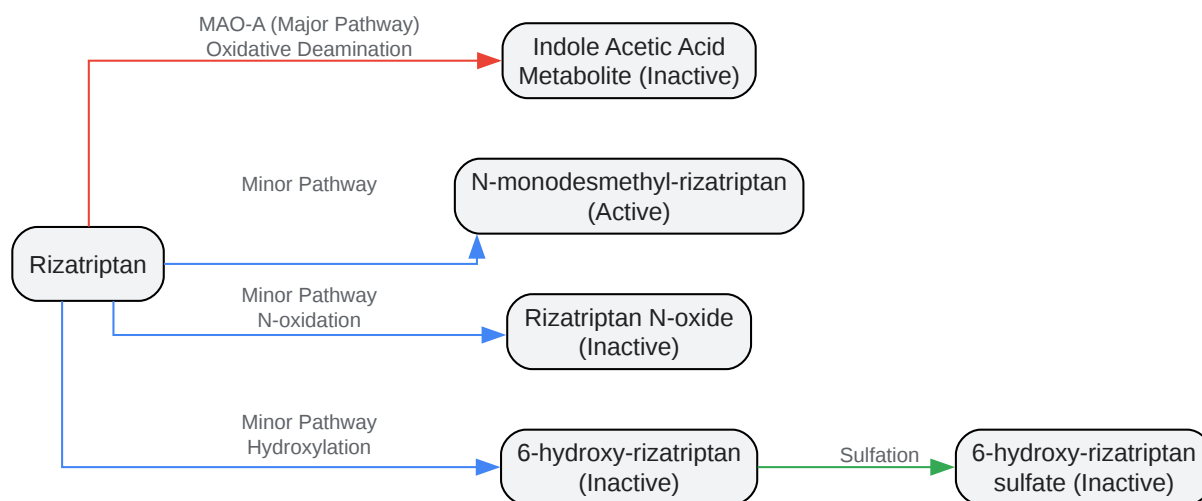 MAO-A (Major Pathway)
Oxidative Deamination
Indole Acetic Acid
Metabolite (Inactive)
Minor Pathway
N-monodesmethyl-rizatriptan
(Active)
Rizatriptan
Minor Pathway
N-oxidation
Rizatriptan N-oxide
(Inactive)
Minor Pathway
Hydroxylation
6-hydroxy-rizatriptan
(Inactive)
Sulfation
6-hydroxy-rizatriptan
sulfate (Inactive)